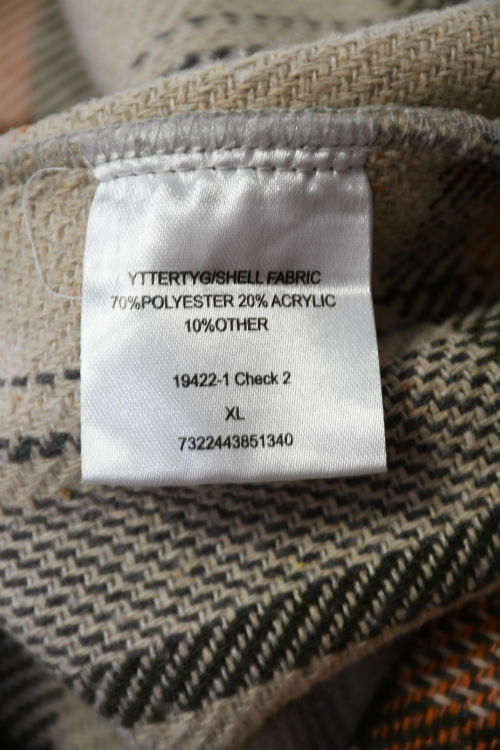 YTTERTYG/SHELL FABRIC
70%POLYESTER 20% ACRYLIC
10%OTHER
19422-1 Check 2
XL
7322443851340